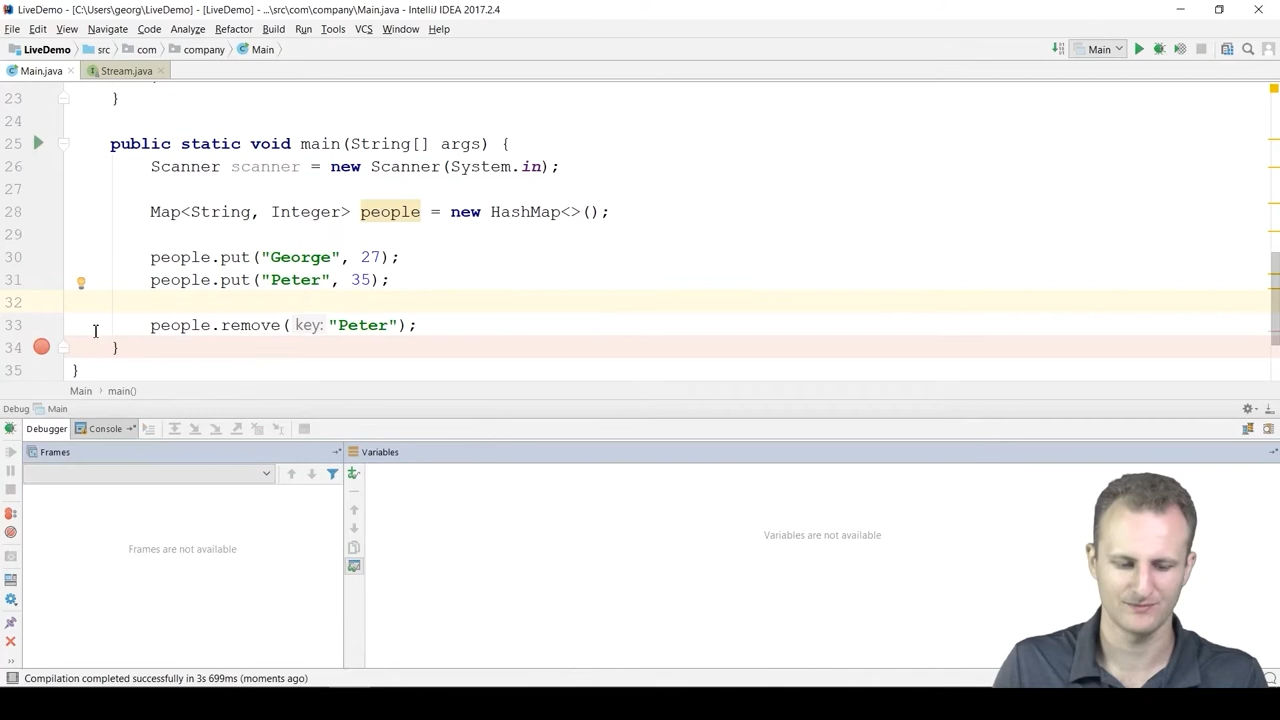 LiveDemo - [C:\Users\georg\LiveDemo] - [LiveDemo] - ...\src\com\company\Main.java - IntelliJ IDEA 2017.2.4
File Edit View Navigate Code Analyze Refactor Build Run Tools VCS Window Help
LiveDemo src com company Main
Main
Main.java Stream.java
23 }
24
25 public static void main(String[] args) {
26 Scanner scanner = new Scanner(System.in);
27
28 Map<String, Integer> people = new HashMap<>();
29
30 people.put("George", 27);
31 people.put("Peter", 35);
32
33 people.remove( key: "Peter");
34 }
35 }
Main main()
Debug Main
Debugger Console
Frames Variables
Frames are not available
Variables are not available
Compilation completed successfully in 3s 699ms (moments ago)